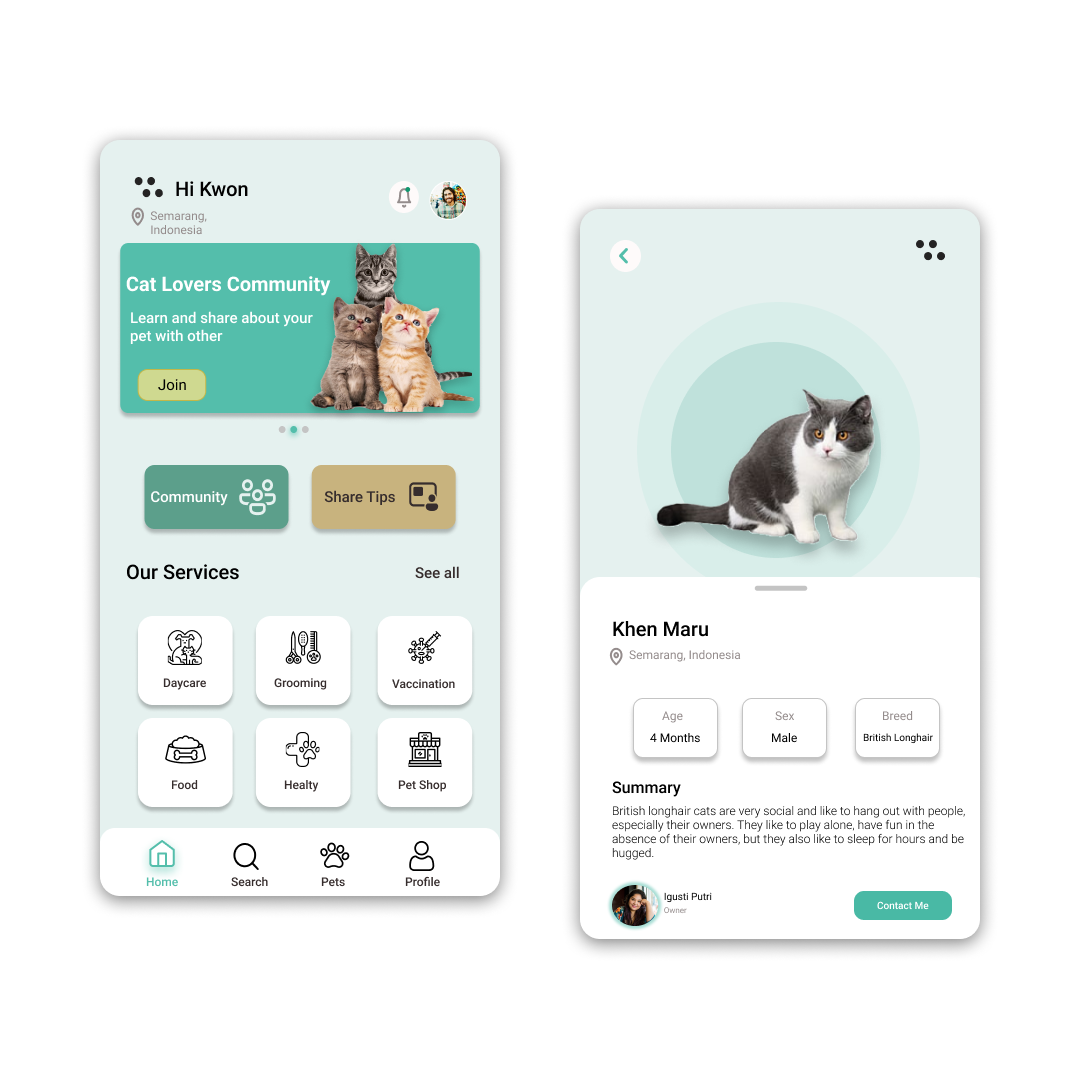 Hi Kwon
Semarang,
Indonesia
Cat Lovers Community
Learn and share about your
pet with other
Join
Community
Share Tips
Our Services
See all
Daycare
Grooming
Vaccination
Food
Healty
Pet Shop
Home
Search
Pets
Profile
Khen Maru
Semarang, Indonesia
Age
4 Months
Sex
Male
Breed
British Longhair
Summary
British longhair cats are very social and like to hang out with people,
especially their owners. They like to play alone, have fun in the
absence of their owners, but they also like to sleep for hours and be
hugged.
Igusti Putri
Owner
Contact Me